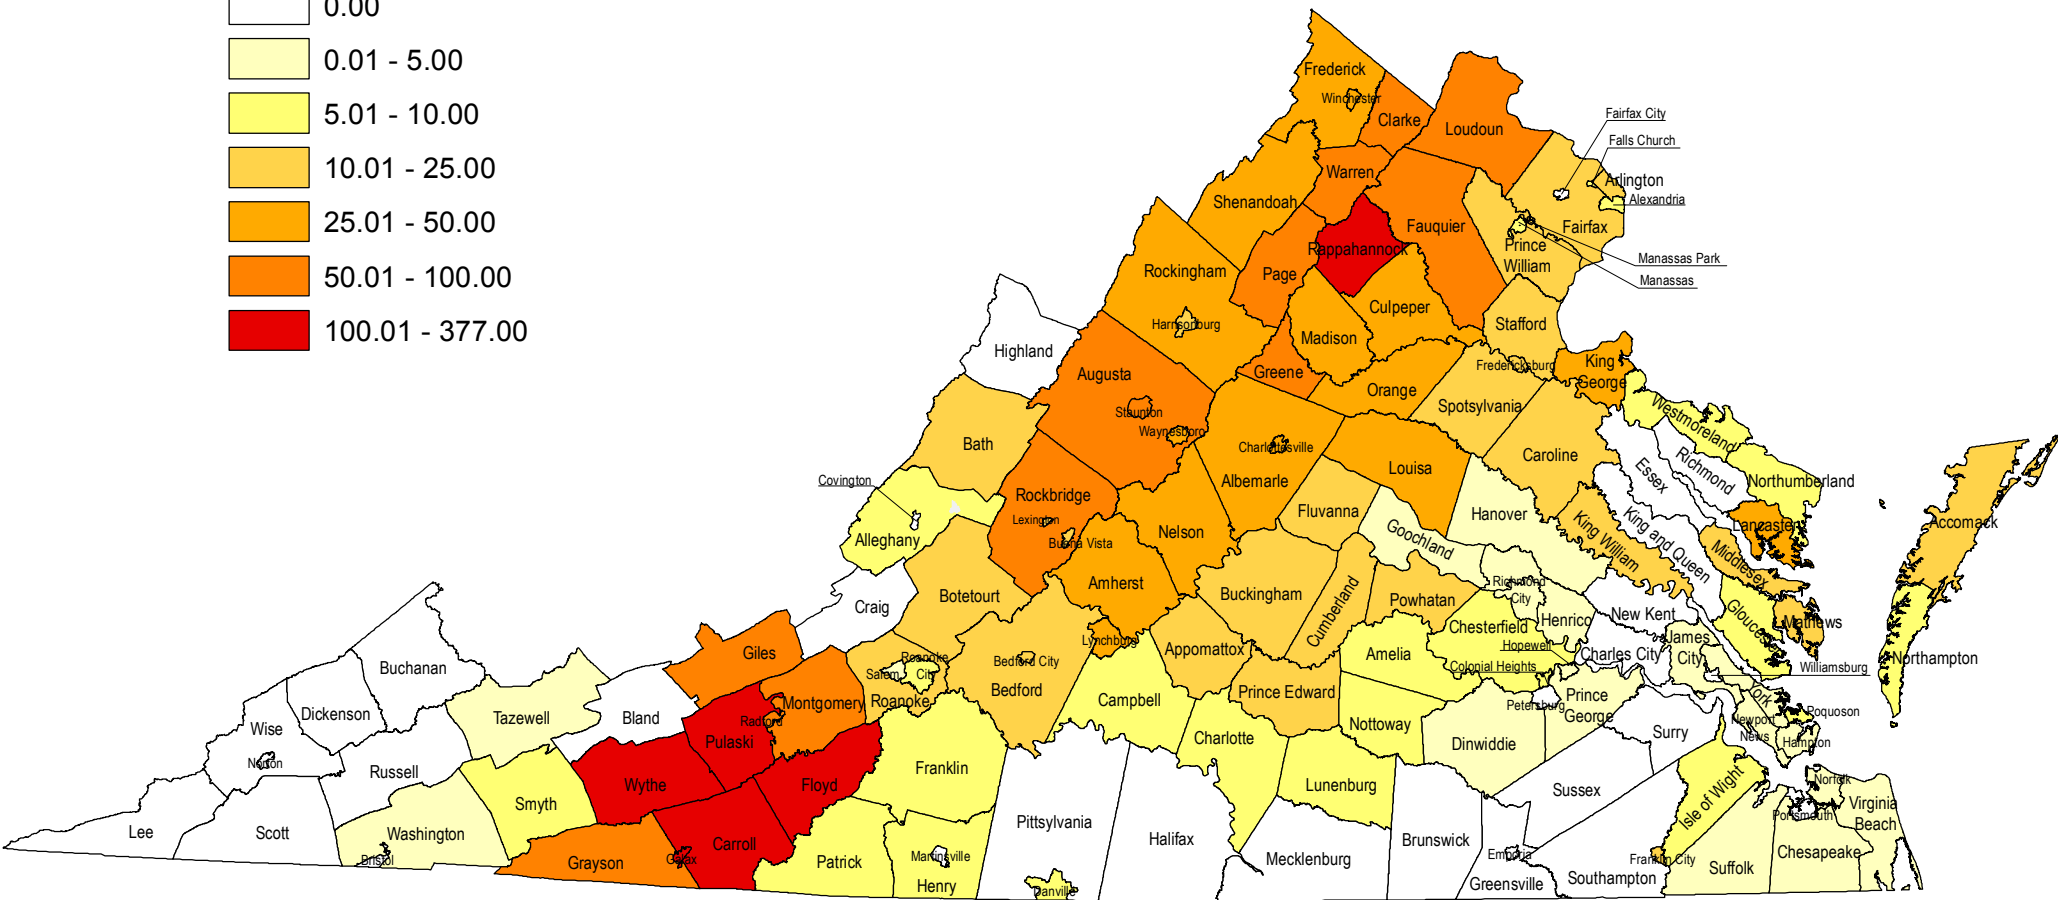 0.00
0.01 - 5.00
5.01 - 10.00
10.01 - 25.00
25.01 - 50.00
50.01 - 100.00
100.01 - 377.00
Frederick
Winchester
Clarke
Loudoun
Fairfax City
Falls Church
Arlington
Alexandria
Warren
Shenandoah
Fauquier
Fairfax
Rappahannock
Prince
William
Manassas Park
Manassas
Page
Rockingham
Culpeper
Harrisonburg
Madison
Stafford
Highland
Augusta
Greene
Fredericksburg
King
George
Orange
Spotsylvania
Westmoreland
Staunton
Waynesboro
Charlottesville
Bath
Caroline
Louisa
Essex
Richmond
Northumberland
Covington
Albemarle
Rockbridge
Lexington
Fluvanna
Hanover
Lancaster
Accomack
Alleghany
Buena Vista
Nelson
Goochland
King William
King and Queen
Middlesex
Amherst
Richmond
City
Craig
Botetourt
Buckingham
Cumberland
Powhatan
New Kent
Gloucester
Mathews
Henrico
Chesterfield
Hopewell
James
City
Lynchburg
Appomattox
Amelia
Colonial Heights
Charles City
Williamsburg
Northampton
Giles
Buchanan
Roanoke
City
Salem
Bedford City
Bedford
Roanoke
Prince Edward
Campbell
Montgomery
Radford
Petersburg
Prince
George
York
Poquoson
Newport
News
Hampton
Dickenson
Wise
Tazewell
Bland
Pulaski
Nottoway
Dinwiddie
Surry
Charlotte
Norton
Russell
Wythe
Floyd
Franklin
Lunenburg
Sussex
Isle of Wight
Norfolk
Virginia
Beach
Portsmouth
Smyth
Lee
Scott
Washington
Bristol
Carroll
Grayson
Galax
Patrick
Martinsville
Henry
Pittsylvania
Danville
Halifax
Mecklenburg
Brunswick
Emporia
Greensville
Southampton
Franklin City
Suffolk
Chesapeake